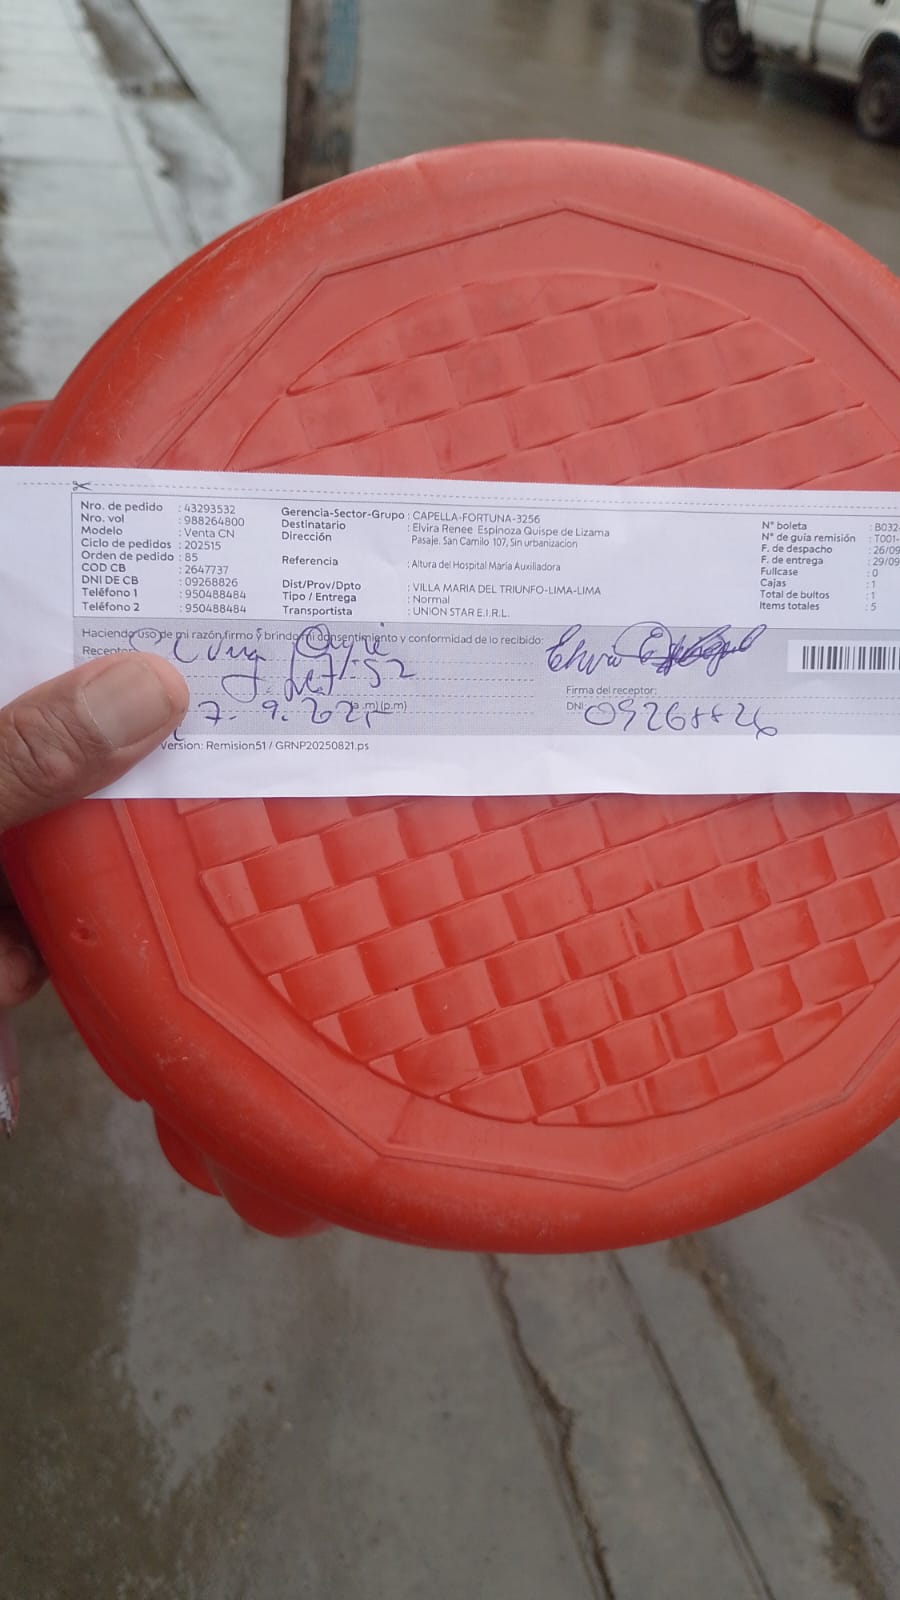 Nro. de pedido : 43293532
Nro. vol : 988264800
Modelo : Venta CN
Ciclo de pedidos : 202515
Orden de pedido : 85
COD CB : 2647737
DNI DE CB : 09268826
Teléfono 1 : 950488484
Teléfono 2 : 950488484
Gerencia-Sector-Grupo : CAPELLA-FORTUNA-3256
Destinatario : Elvira Renee Espinoza Quispe de Lizama
Dirección Pasaje. San Camilo 107, Sin urbanizacion
Referencia : Altura del Hospital María Auxiliadora
Dist/Prov/Dpto : VILLA MARIA DEL TRIUNFO-LIMA-LIMA
Tipo / Entrega : Normal
Transportista : UNION STAR E.I.R.L.
N° boleta : B032-
N° de guía remisión : T001-
F. de despacho : 26/09
F. de entrega : 29/09
Fullcase : 0
Cajas : 1
Total de bultos : 1
Items totales : 5
Haciendo uso de mi razón firmo y brindo mi consentimiento y conformidad de lo recibido:
Receptor
(a.m) (p.m)
Firma del receptor:
DNI: 09268826
Version: Remision51 / GRNP20250821.ps